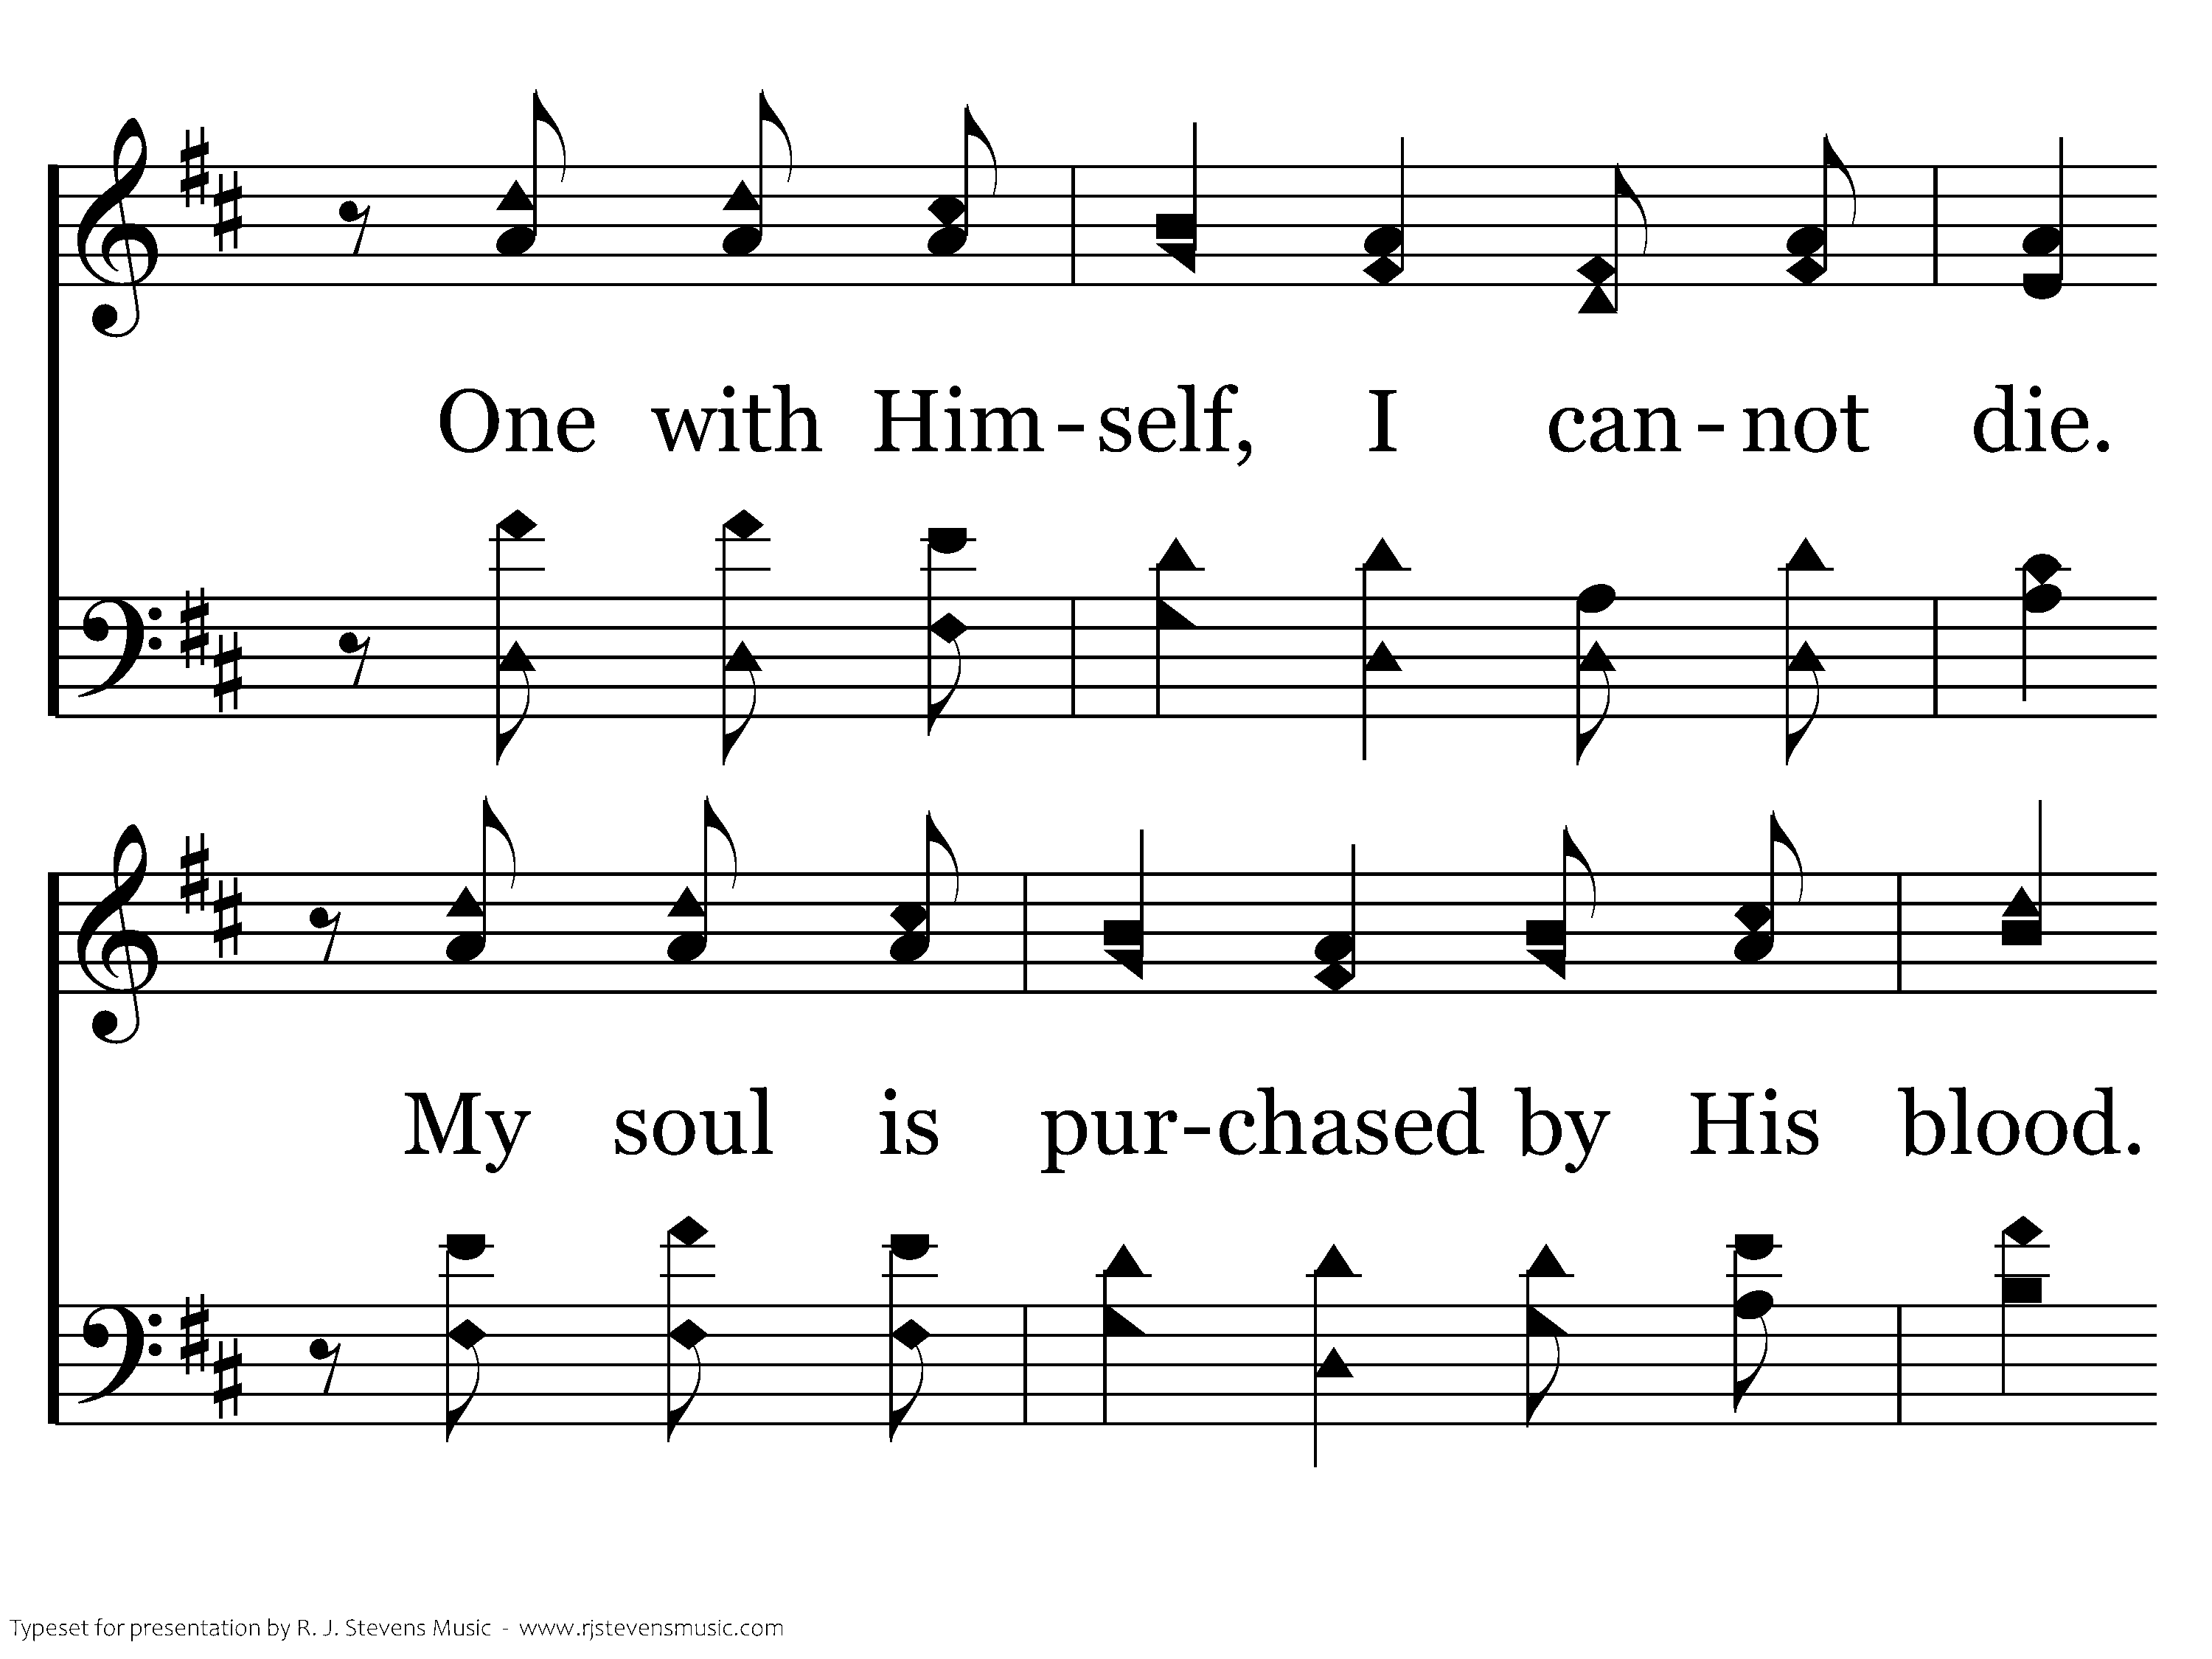 One with Him-self, I can-not die.
My soul is pur-chased by His blood.
Typeset for presentation by R. J. Stevens Music - www.rjstevensmusic.com